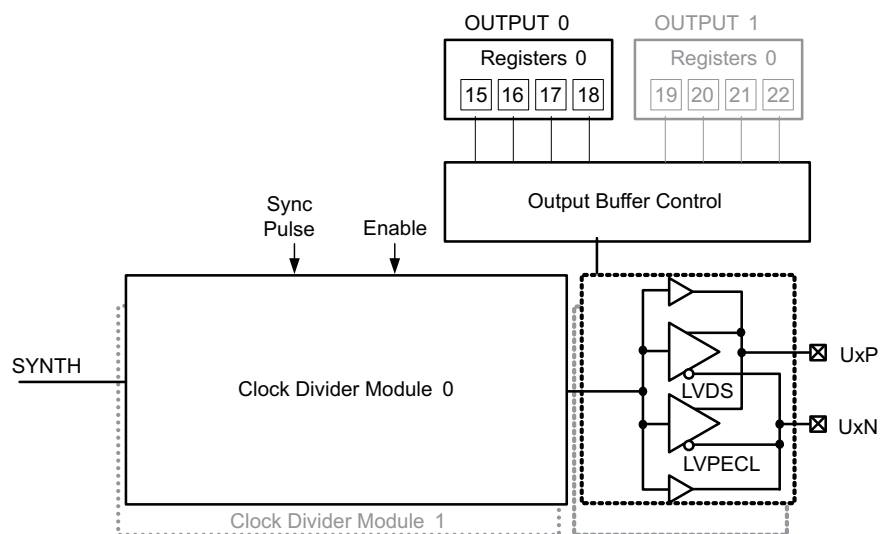 OUTPUT 0
OUTPUT 1
Registers 0
Registers 0
15 16 17 18
19 20 21 22
Output Buffer Control
Sync
Pulse
Enable
SYNTH
Clock Divider Module 0
LVDS
UxP
UxN
LVPECL
Clock Divider Module 1